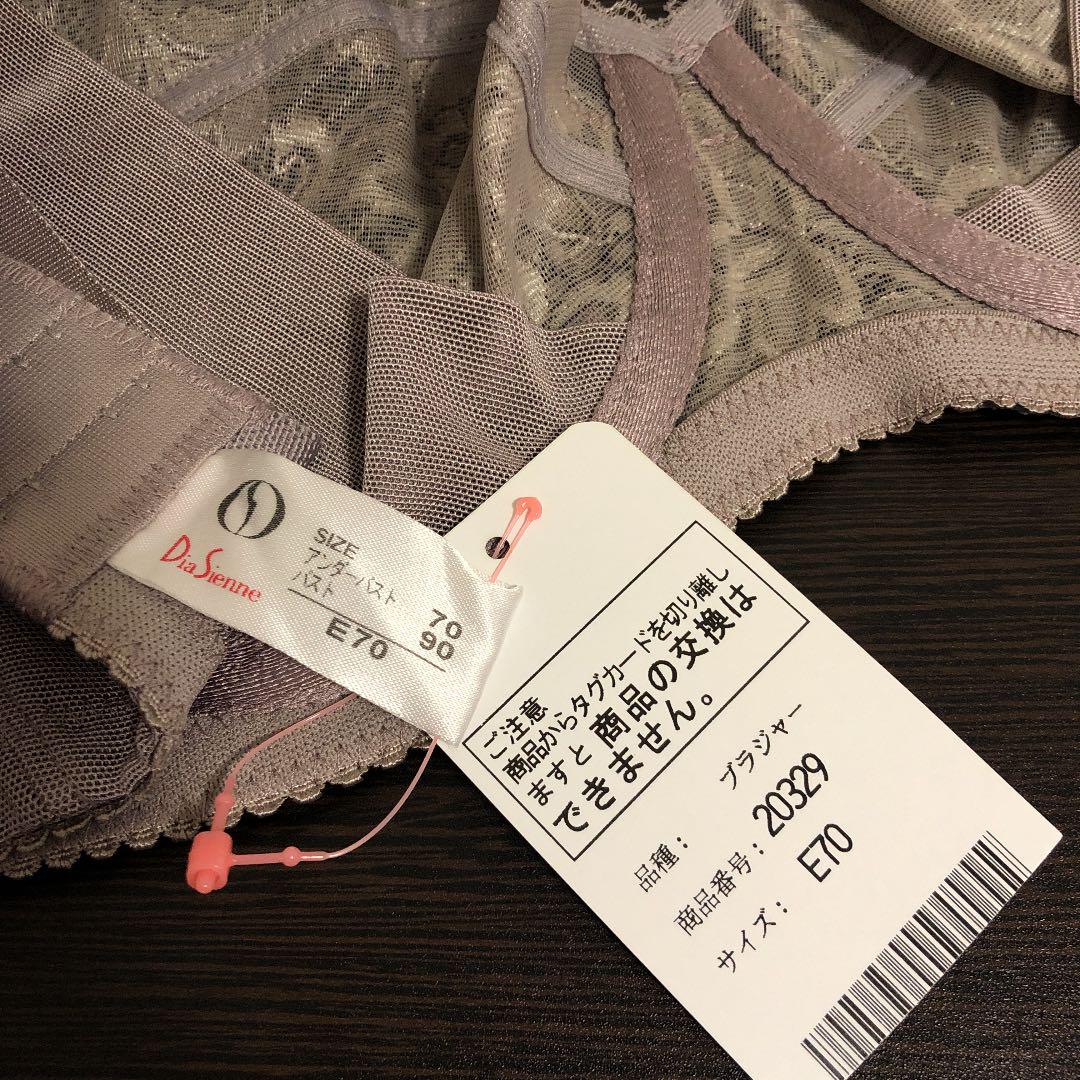 Dia Sienne
SIZE
アンダーバスト 70
バスト 90
E70
ご注意
商品からタグカードを切り離し
ますと商品の交換は
できません。
品種： ブラジャー
商品番号： 20329
サイズ： E70